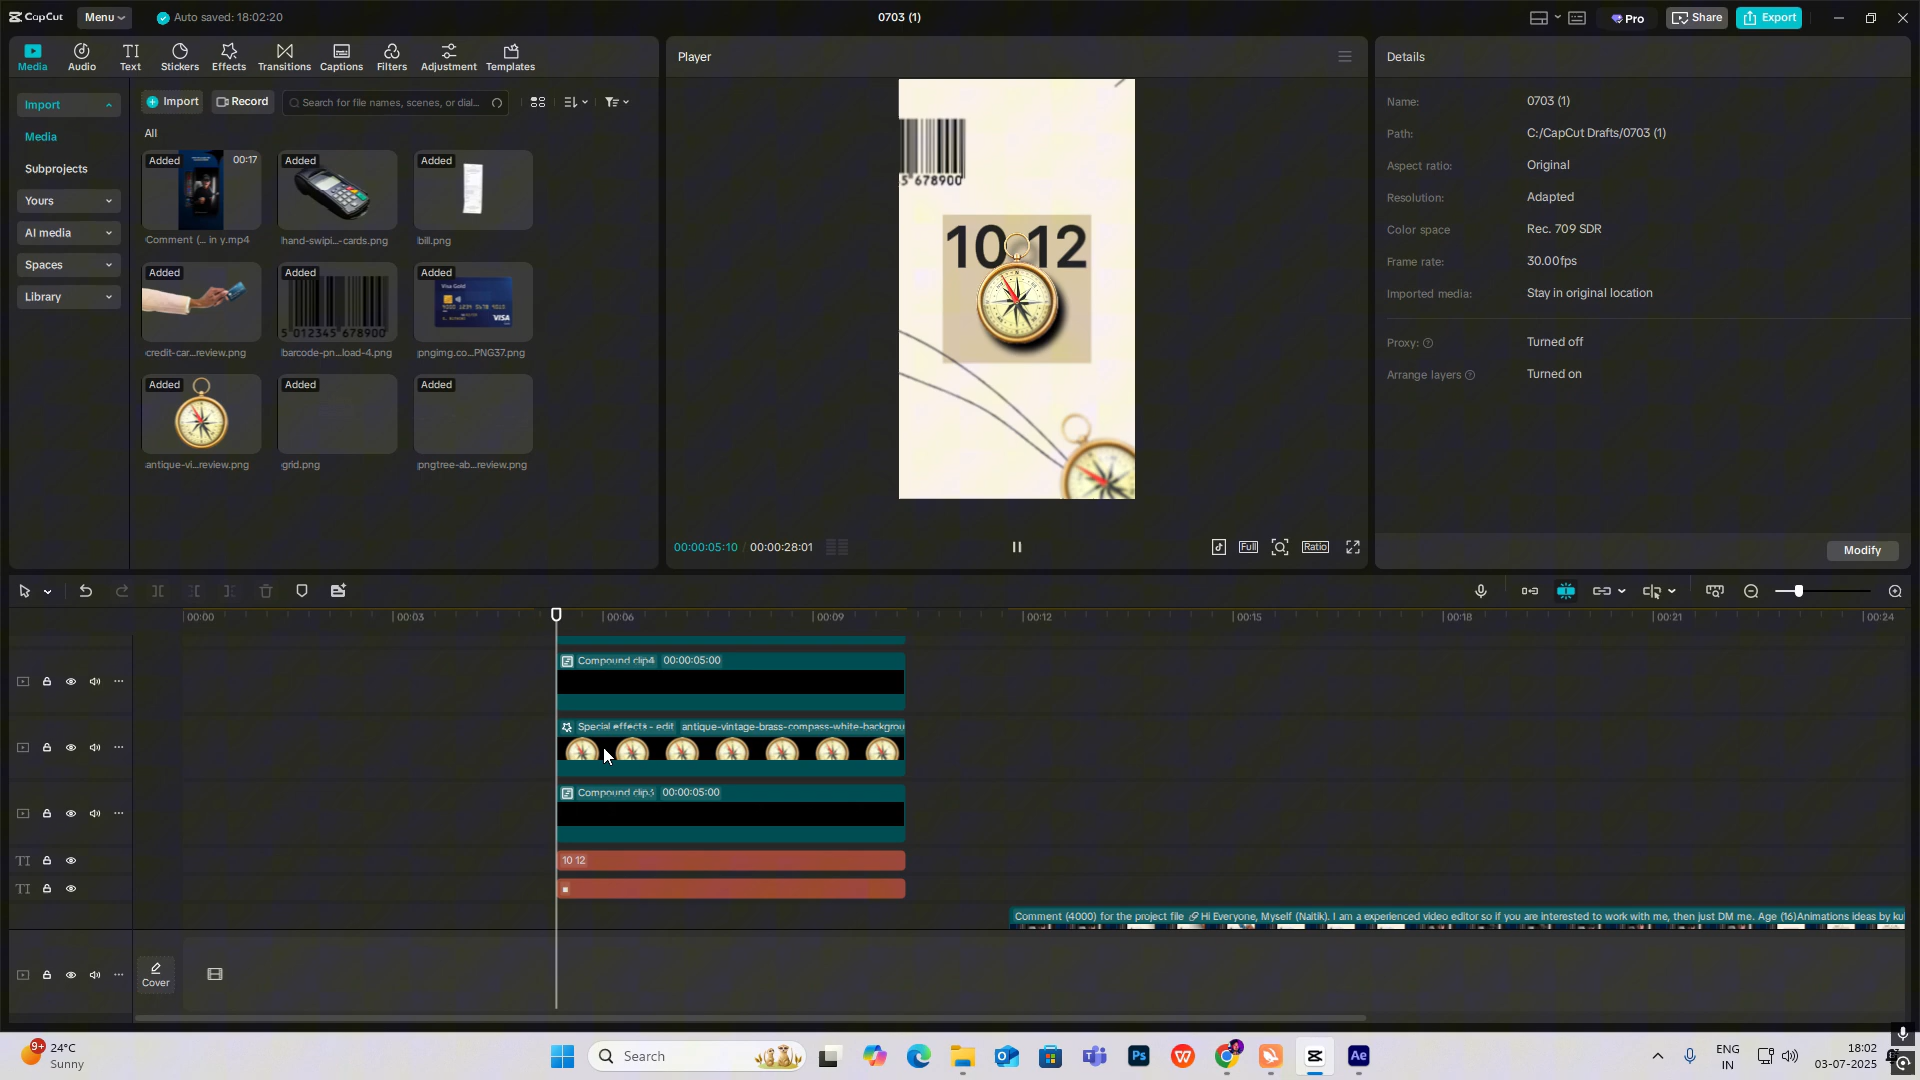 CapCut
Menu
Auto saved: 18:02:20
0703 (1)
Pro
Share
Export
Media
Audio
Text
Stickers
Effects
Transitions
Captions
Filters
Adjustment
Templates
Import
Media
Subprojects
Yours
AI media
Spaces
Library
Import
Record
Search for file names, scenes, or dial...
All
Added
00:17
Comment (... in y.mp4
Added
hand-swipi...-cards.png
Added
bill.png
Added
credit-car...review.png
Added
5 012345 678900
barcode-pn...load-4.png
Added
Visa Gold
VISA
pngimg.co...PNG37.png
Added
antique-vi...review.png
Added
grid.png
Added
pngtree-ab...review.png
Player
5 678900
10 12
00:00:05:10 / 00:00:28:01
Full
Ratio
Details
Name: 0703 (1)
Path: C:/CapCut Drafts/0703 (1)
Aspect ratio: Original
Resolution: Adapted
Color space Rec. 709 SDR
Frame rate: 30.00fps
Imported media: Stay in original location
Proxy: Turned off
Arrange layers Turned on
Modify
00:00
00:03
00:06
00:09
00:12
00:15
00:18
00:21
00:24
Compound clip4 00:00:05:00
Special effects - edit antique-vintage-brass-compass-white-backgrou
Compound clip3 00:00:05:00
TI
10 12
TI
Comment (4000) for the project file Hi Everyone, Myself (Naitik). I am a experienced video editor so if you are interested to work with me, then just DM me. Age (16)Animations ideas by ku
Cover
9+
24°C
Sunny
Search
Ps
Ae
ENG
IN
18:02
03-07-2025